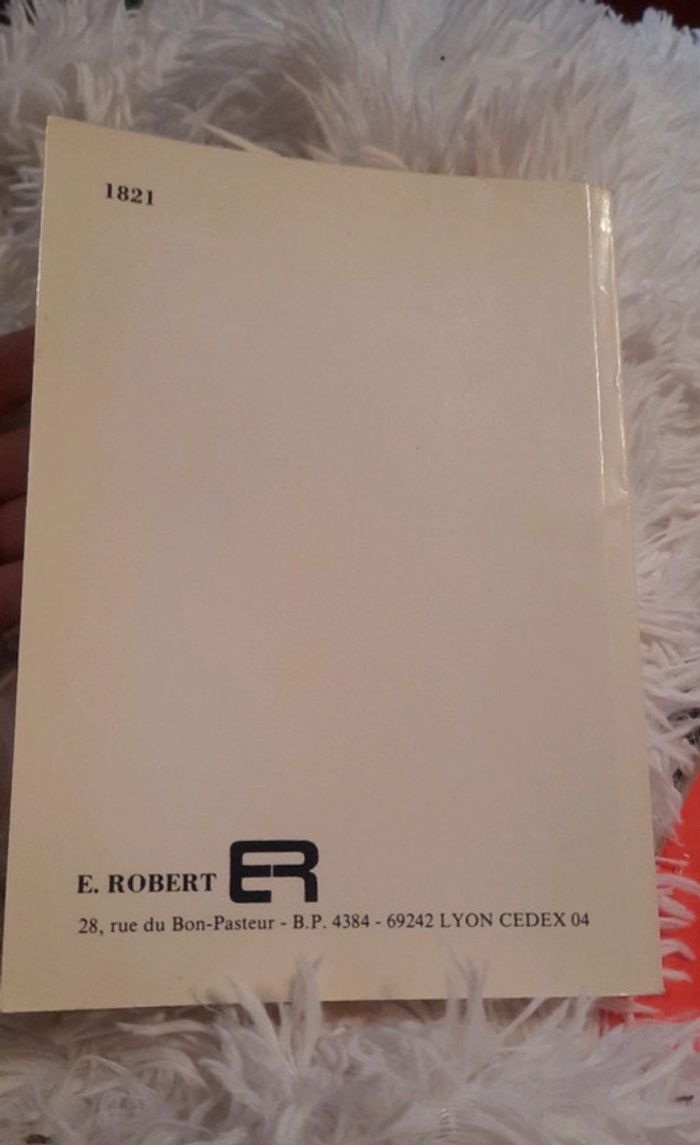 1821
E. ROBERT ER
28, rue du Bon-Pasteur - B.P. 4384 - 69242 LYON CEDEX 04